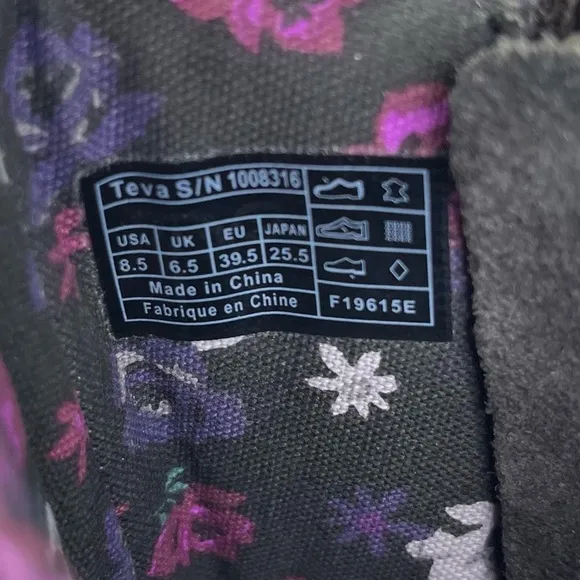 Teva S/N 1008316
USA UK EU JAPAN
8.5 6.5 39.5 25.5
Made in China
Fabriqué en Chine
F19615E